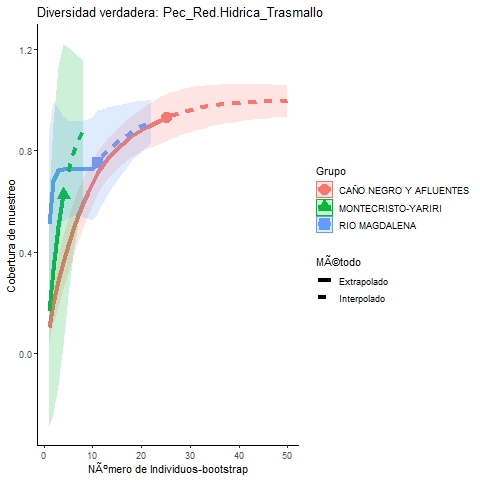 Diversidad verdadera: Pec_Red.Hidrica_Trasmallo
1.2
0.8
0.4
0.0
Cobertura de muestreo
0
10
20
30
40
50
NÃºmero de Individuos-bootstrap
Grupo
CAÑO NEGRO Y AFLUENTES
MONTECRISTO-YARIRI
RIO MAGDALENA
MÃ©todo
Extrapolado
Interpolado